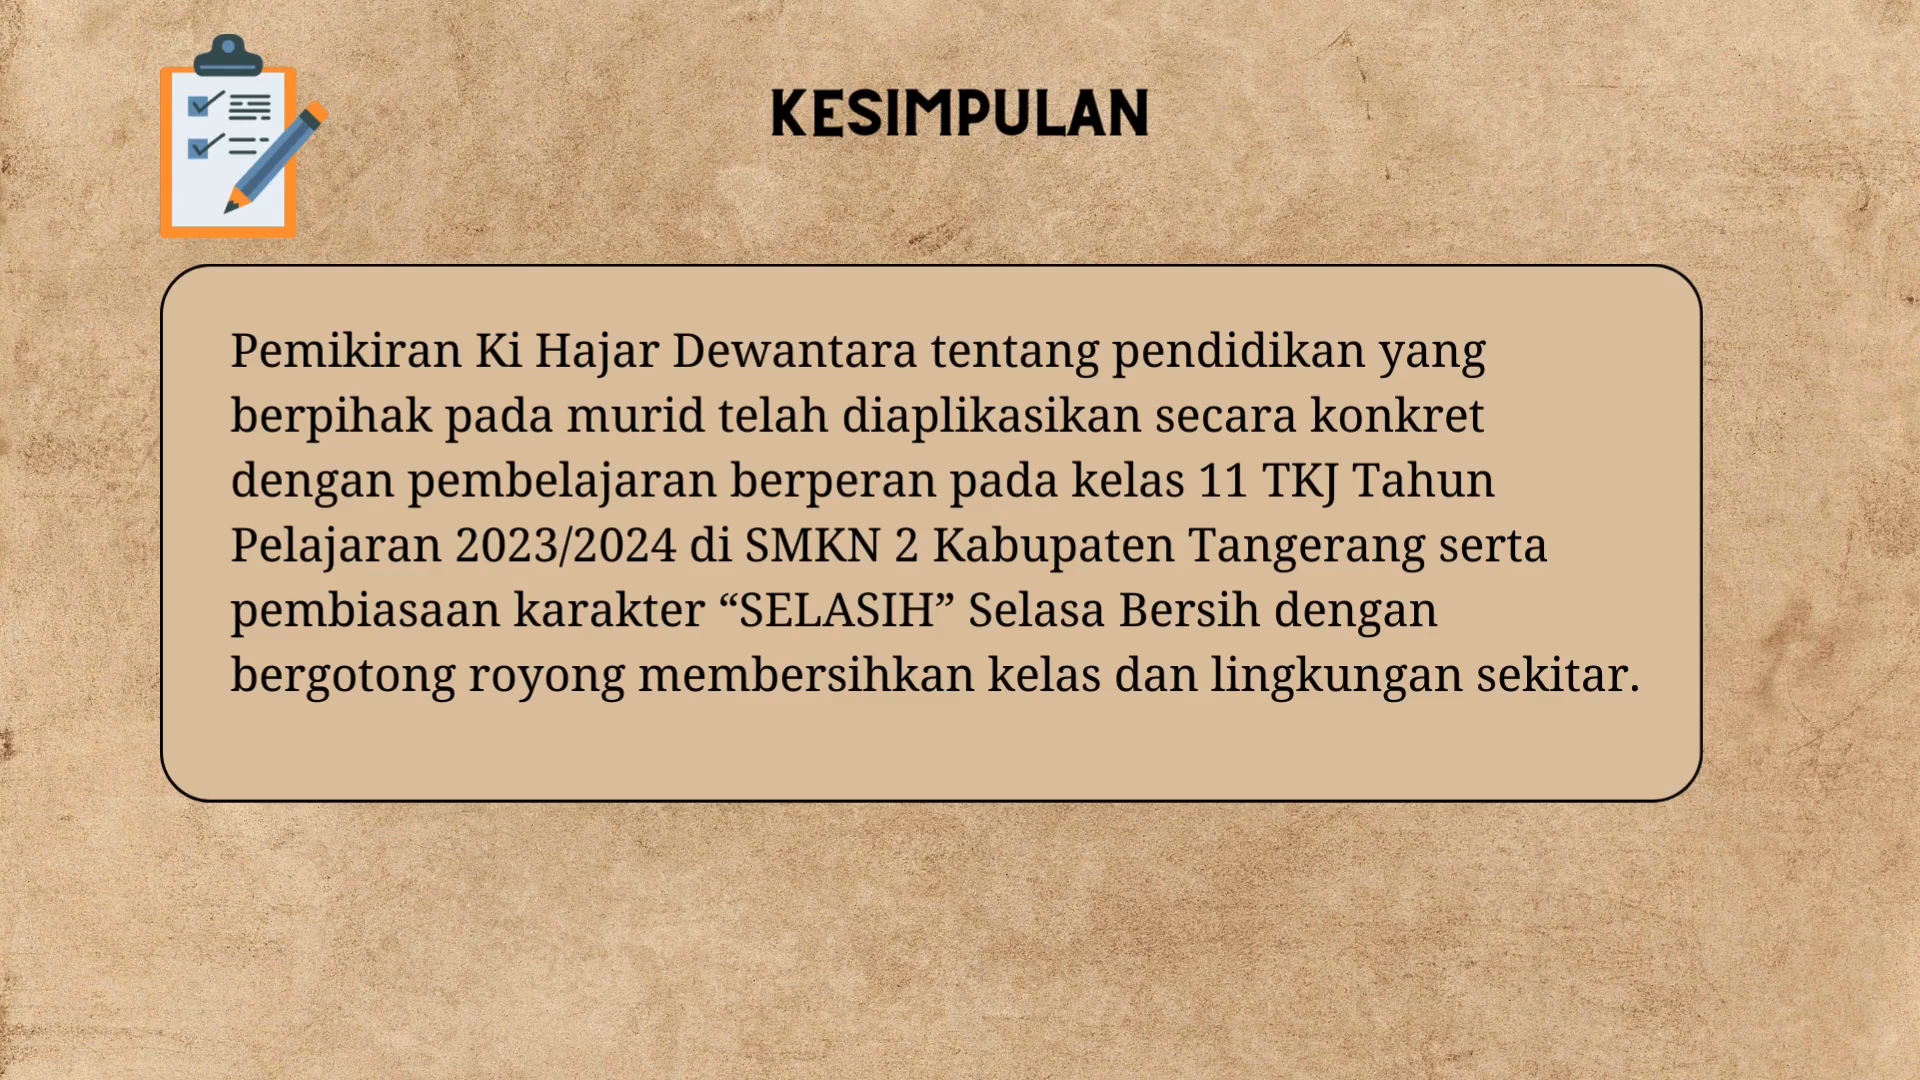 KESIMPULAN
Pemikiran Ki Hajar Dewantara tentang pendidikan yang
berpihak pada murid telah diaplikasikan secara konkret
dengan pembelajaran berperan pada kelas 11 TKJ Tahun
Pelajaran 2023/2024 di SMKN 2 Kabupaten Tangerang serta
pembiasaan karakter “SELASIH” Selasa Bersih dengan
bergotong royong membersihkan kelas dan lingkungan sekitar.